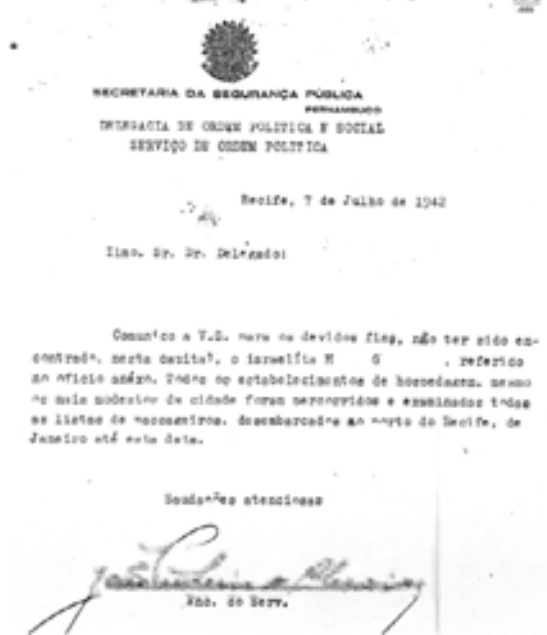 SECRETARIA DA SEGURANÇA PÚBLICA
PERNAMBUCO
DELEGACIA DE ORDEM POLITICA E SOCIAL
SERVIÇO DE ORDEM POLITICA
Recife, 7 de Julho de 1942
Ilmo. Sr. Dr. Delegado:
Comunico a V.S. para os devidos fins, não ter sido en-
contrado, nesta capital, o israelita M G , referido
no oficio anéxo. Todos os estabelecimentos de hospedagem, mesmo
os mais modestos da cidade foram percorridos e examinados todas
as listas de passageiros, desembarcados no porto do Recife, de
Janeiro até esta data.
Saudações atenciosas
do Serv.